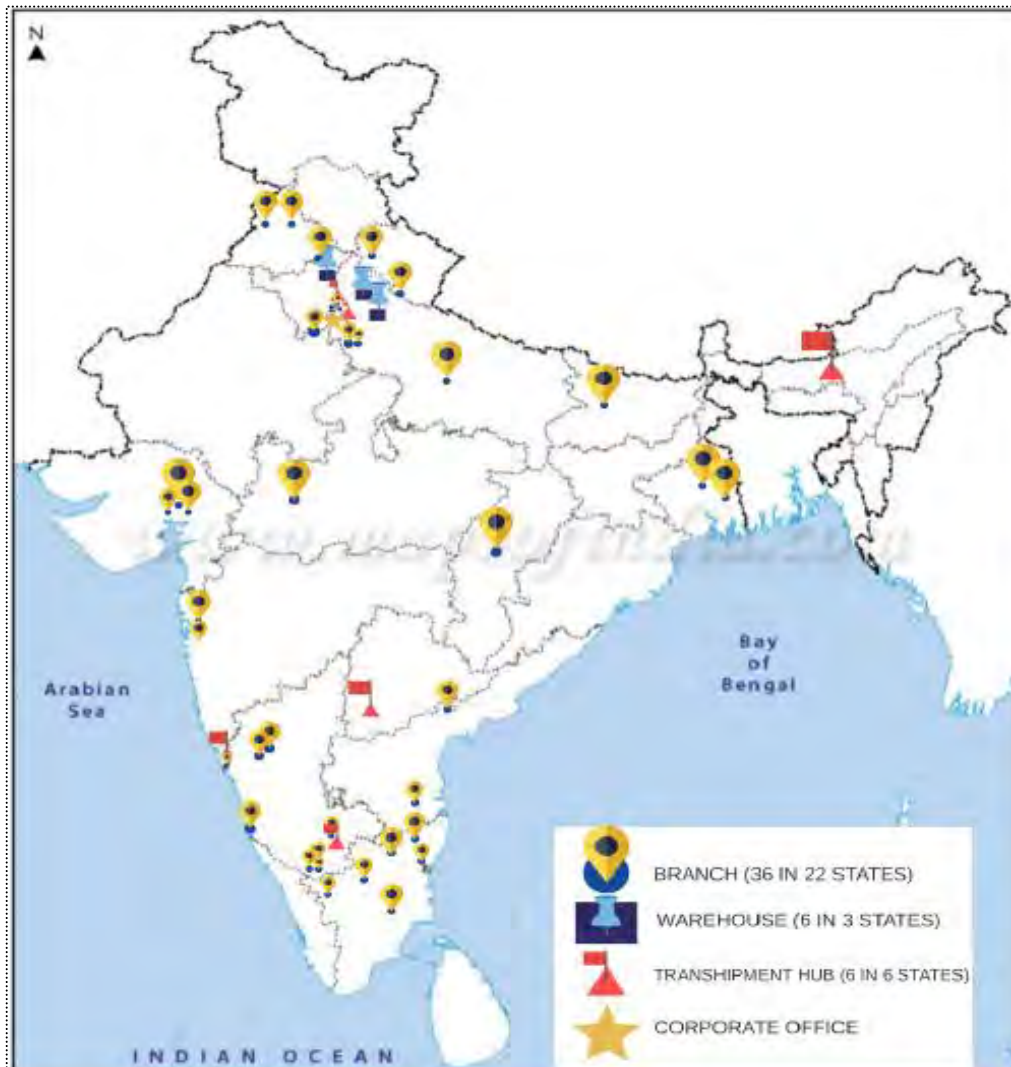 N
Arabian
Sea
Bay
of
Bengal
BRANCH (36 IN 22 STATES)
WAREHOUSE (6 IN 3 STATES)
TRANSHIPMENT HUB (6 IN 6 STATES)
CORPORATE OFFICE
INDIAN OCEAN